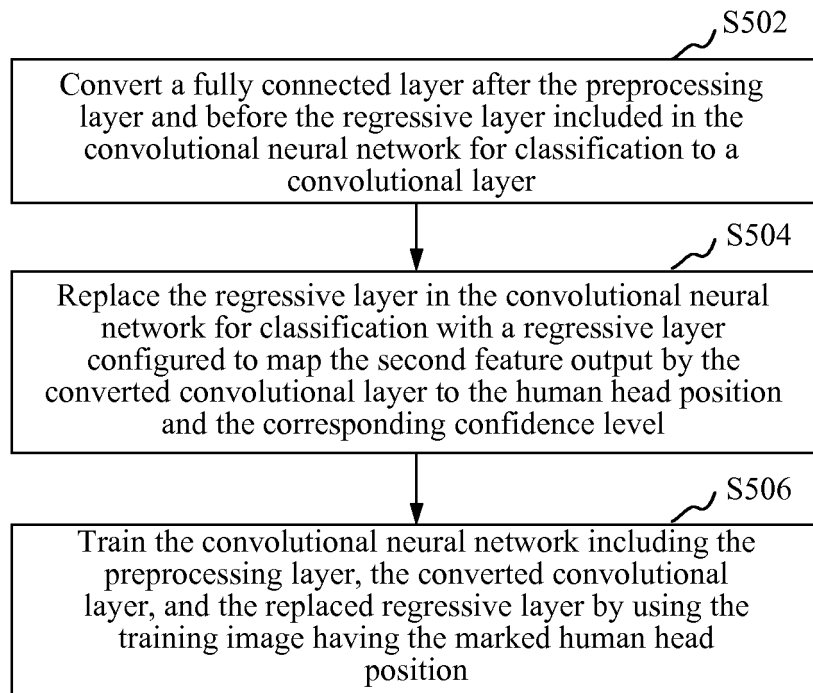 S502
Convert a fully connected layer after the preprocessing
layer and before the regressive layer included in the
convolutional neural network for classification to a
convolutional layer
S504
Replace the regressive layer in the convolutional neural
network for classification with a regressive layer
configured to map the second feature output by the
converted convolutional layer to the human head position
and the corresponding confidence level
S506
Train the convolutional neural network including the
preprocessing layer, the converted convolutional
layer, and the replaced regressive layer by using the
training image having the marked human head
position